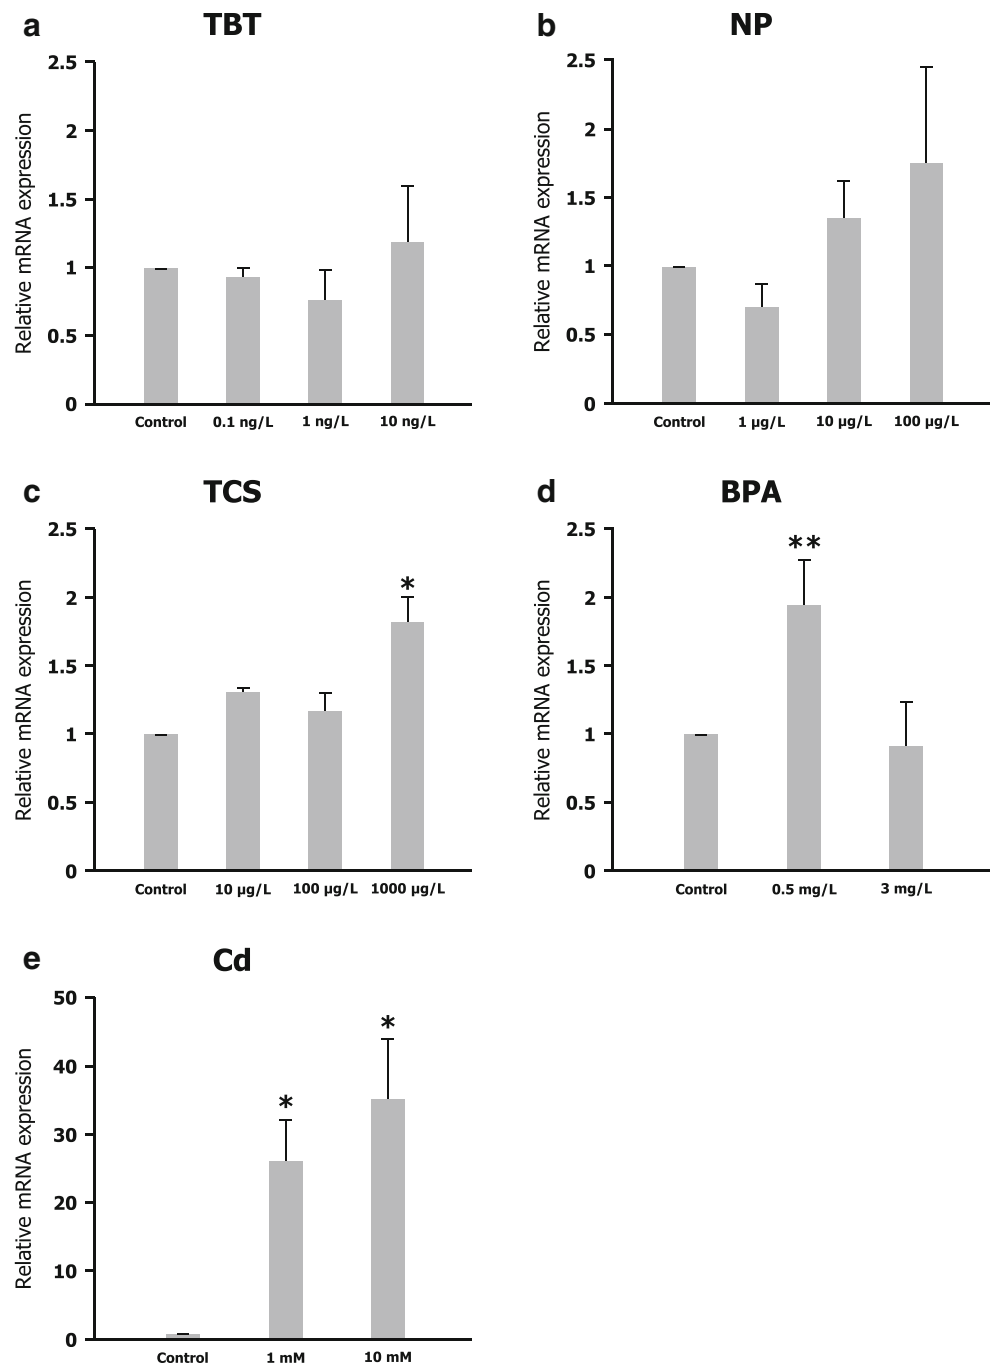 a TBT
Relative mRNA expression
2.5
2
1.5
1
0.5
0
Control 0.1 ng/L 1 ng/L 10 ng/L
b NP
Relative mRNA expression
2.5
2
1.5
1
0.5
0
Control 1 µg/L 10 µg/L 100 µg/L
c TCS
Relative mRNA expression
2.5
2
1.5
1
0.5
0
*
Control 10 µg/L 100 µg/L 1000 µg/L
d BPA
Relative mRNA expression
2.5
2
1.5
1
0.5
0
**
Control 0.5 mg/L 3 mg/L
e Cd
Relative mRNA expression
50
40
30
20
10
0
*
*
Control 1 mM 10 mM